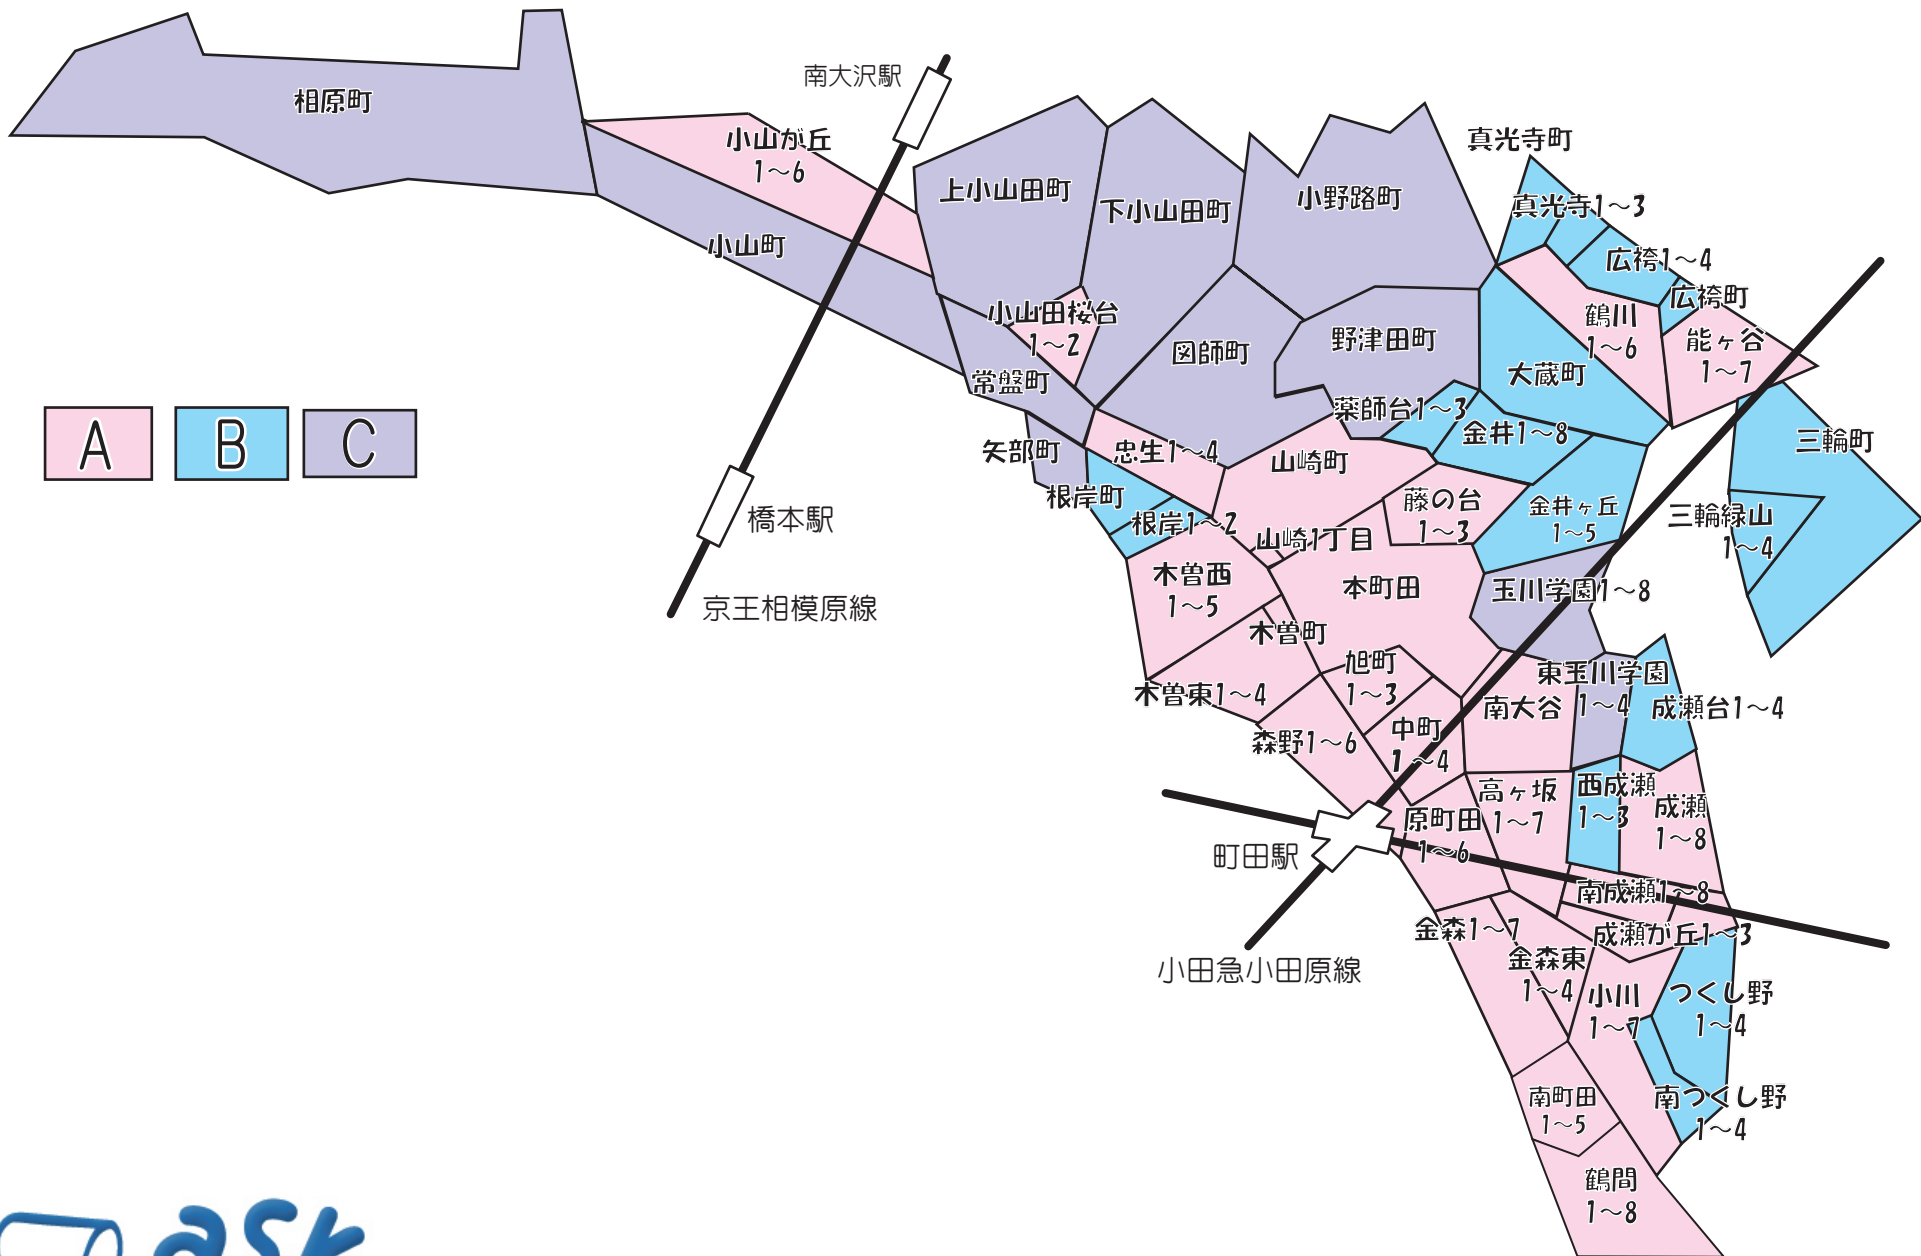 相原町
小山が丘
1〜6
小山町
南大沢駅
上小山田町
下小山田町
小野路町
真光寺町
真光寺1〜3
広袴1〜4
広袴町
鶴川
1〜6
能ヶ谷
1〜7
小山田桜台
1〜2
常盤町
図師町
野津田町
大蔵町
薬師台1〜3
金井1〜8
三輪町
三輪緑山
1〜4
A
B
C
矢部町
忠生1〜4
山崎町
根岸町
根岸1〜2
藤の台
1〜3
金井ヶ丘
1〜5
橋本駅
京王相模原線
山崎1丁目
木曽西
1〜5
本町田
玉川学園1〜8
木曽町
旭町
1〜3
木曽東1〜4
東玉川学園
1〜4
南大谷
成瀬台1〜4
森野1〜6
中町
1〜4
高ヶ坂
1〜7
西成瀬
1〜3
成瀬
1〜8
原町田
1〜6
町田駅
南成瀬1〜8
成瀬が丘1〜3
金森1〜7
金森東
1〜4
小田急小田原線
小川
1〜7
つくし野
1〜4
南町田
1〜5
南つくし野
1〜4
鶴間
1〜8
ask